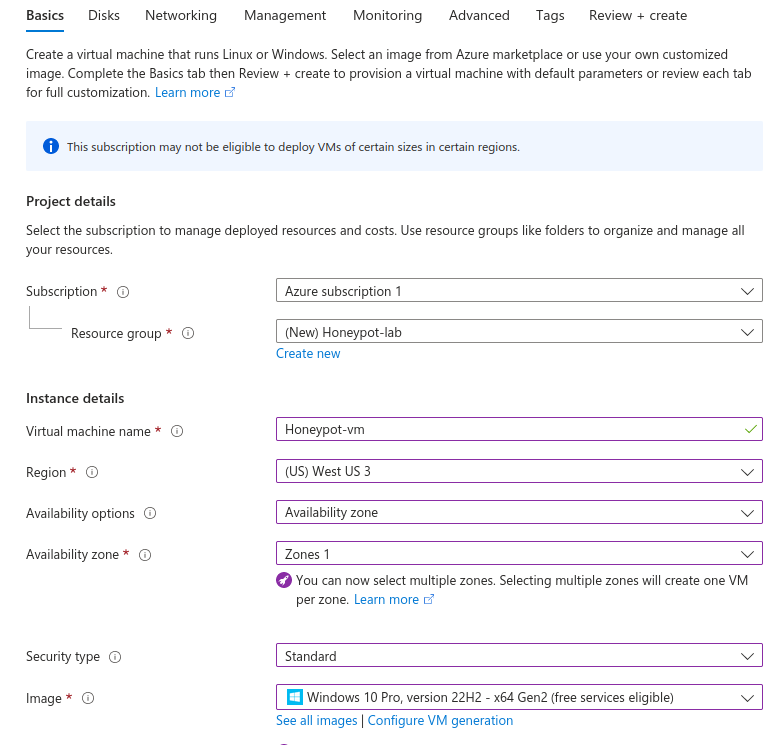 Basics Disks Networking Management Monitoring Advanced Tags Review + create
Create a virtual machine that runs Linux or Windows. Select an image from Azure marketplace or use your own customized
image. Complete the Basics tab then Review + create to provision a virtual machine with default parameters or review each tab
for full customization. Learn more
This subscription may not be eligible to deploy VMs of certain sizes in certain regions.
Project details
Select the subscription to manage deployed resources and costs. Use resource groups like folders to organize and manage all
your resources.
Subscription * Azure subscription 1
Resource group * (New) Honeypot-lab
Create new
Instance details
Virtual machine name * Honeypot-vm
Region * (US) West US 3
Availability options Availability zone
Availability zone * Zones 1
You can now select multiple zones. Selecting multiple zones will create one VM
per zone. Learn more
Security type Standard
Image * Windows 10 Pro, version 22H2 - x64 Gen2 (free services eligible)
See all images | Configure VM generation